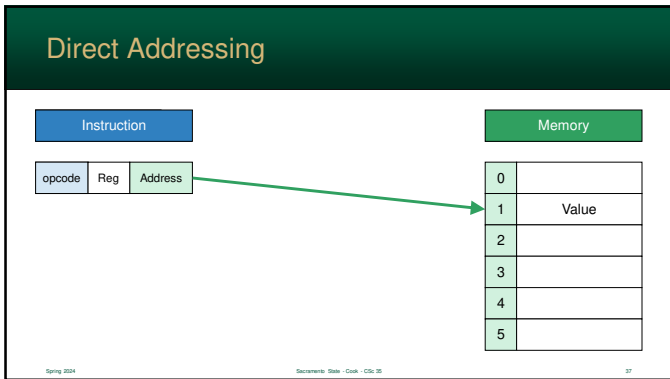 Direct Addressing
Instruction
Memory
opcode Reg Address
0
1 Value
2
3
4
5
Spring 2024
Sacramento State - Cook - CSc 35
37